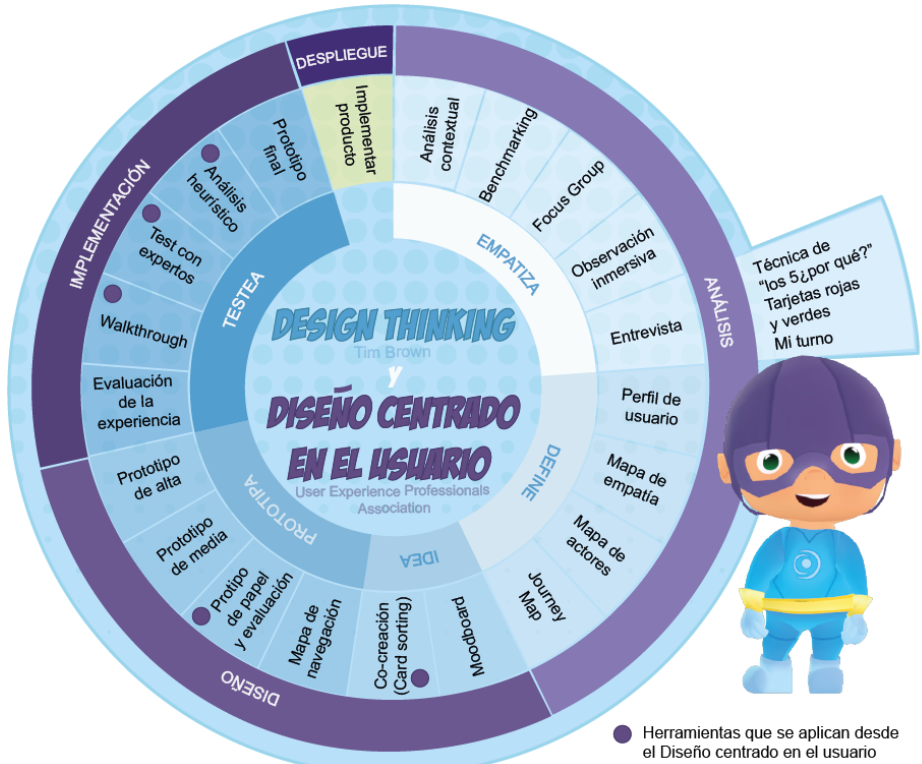 DESPLIEGUE
Implementar
producto
ANÁLISIS
EMPATIZA
Análisis
contextual
Benchmarking
Focus Group
Observación
inmersiva
Entrevista
Técnica de
“los 5¿por qué?”
Tarjetas rojas
y verdes
Mi turno
DEFINE
Perfil de
usuario
Mapa de
empatía
Mapa de
actores
Journey
Map
DISEÑO
IDEA
Moodboard
Co-creación
(Card sorting)
PROTOTIPA
Mapa de
navegación
Protipo
de papel
y evaluación
Prototipo
de media
Prototipo
de alta
IMPLEMENTACIÓN
TESTEA
Evaluación
de la
experiencia
Walkthrough
Test con
expertos
Análisis
heurístico
Prototipo
final
DESIGN THINKING
Tim Brown
y
DISEÑO CENTRADO
EN EL USUARIO
User Experience Professionals
Association
Herramientas que se aplican desde
el Diseño centrado en el usuario